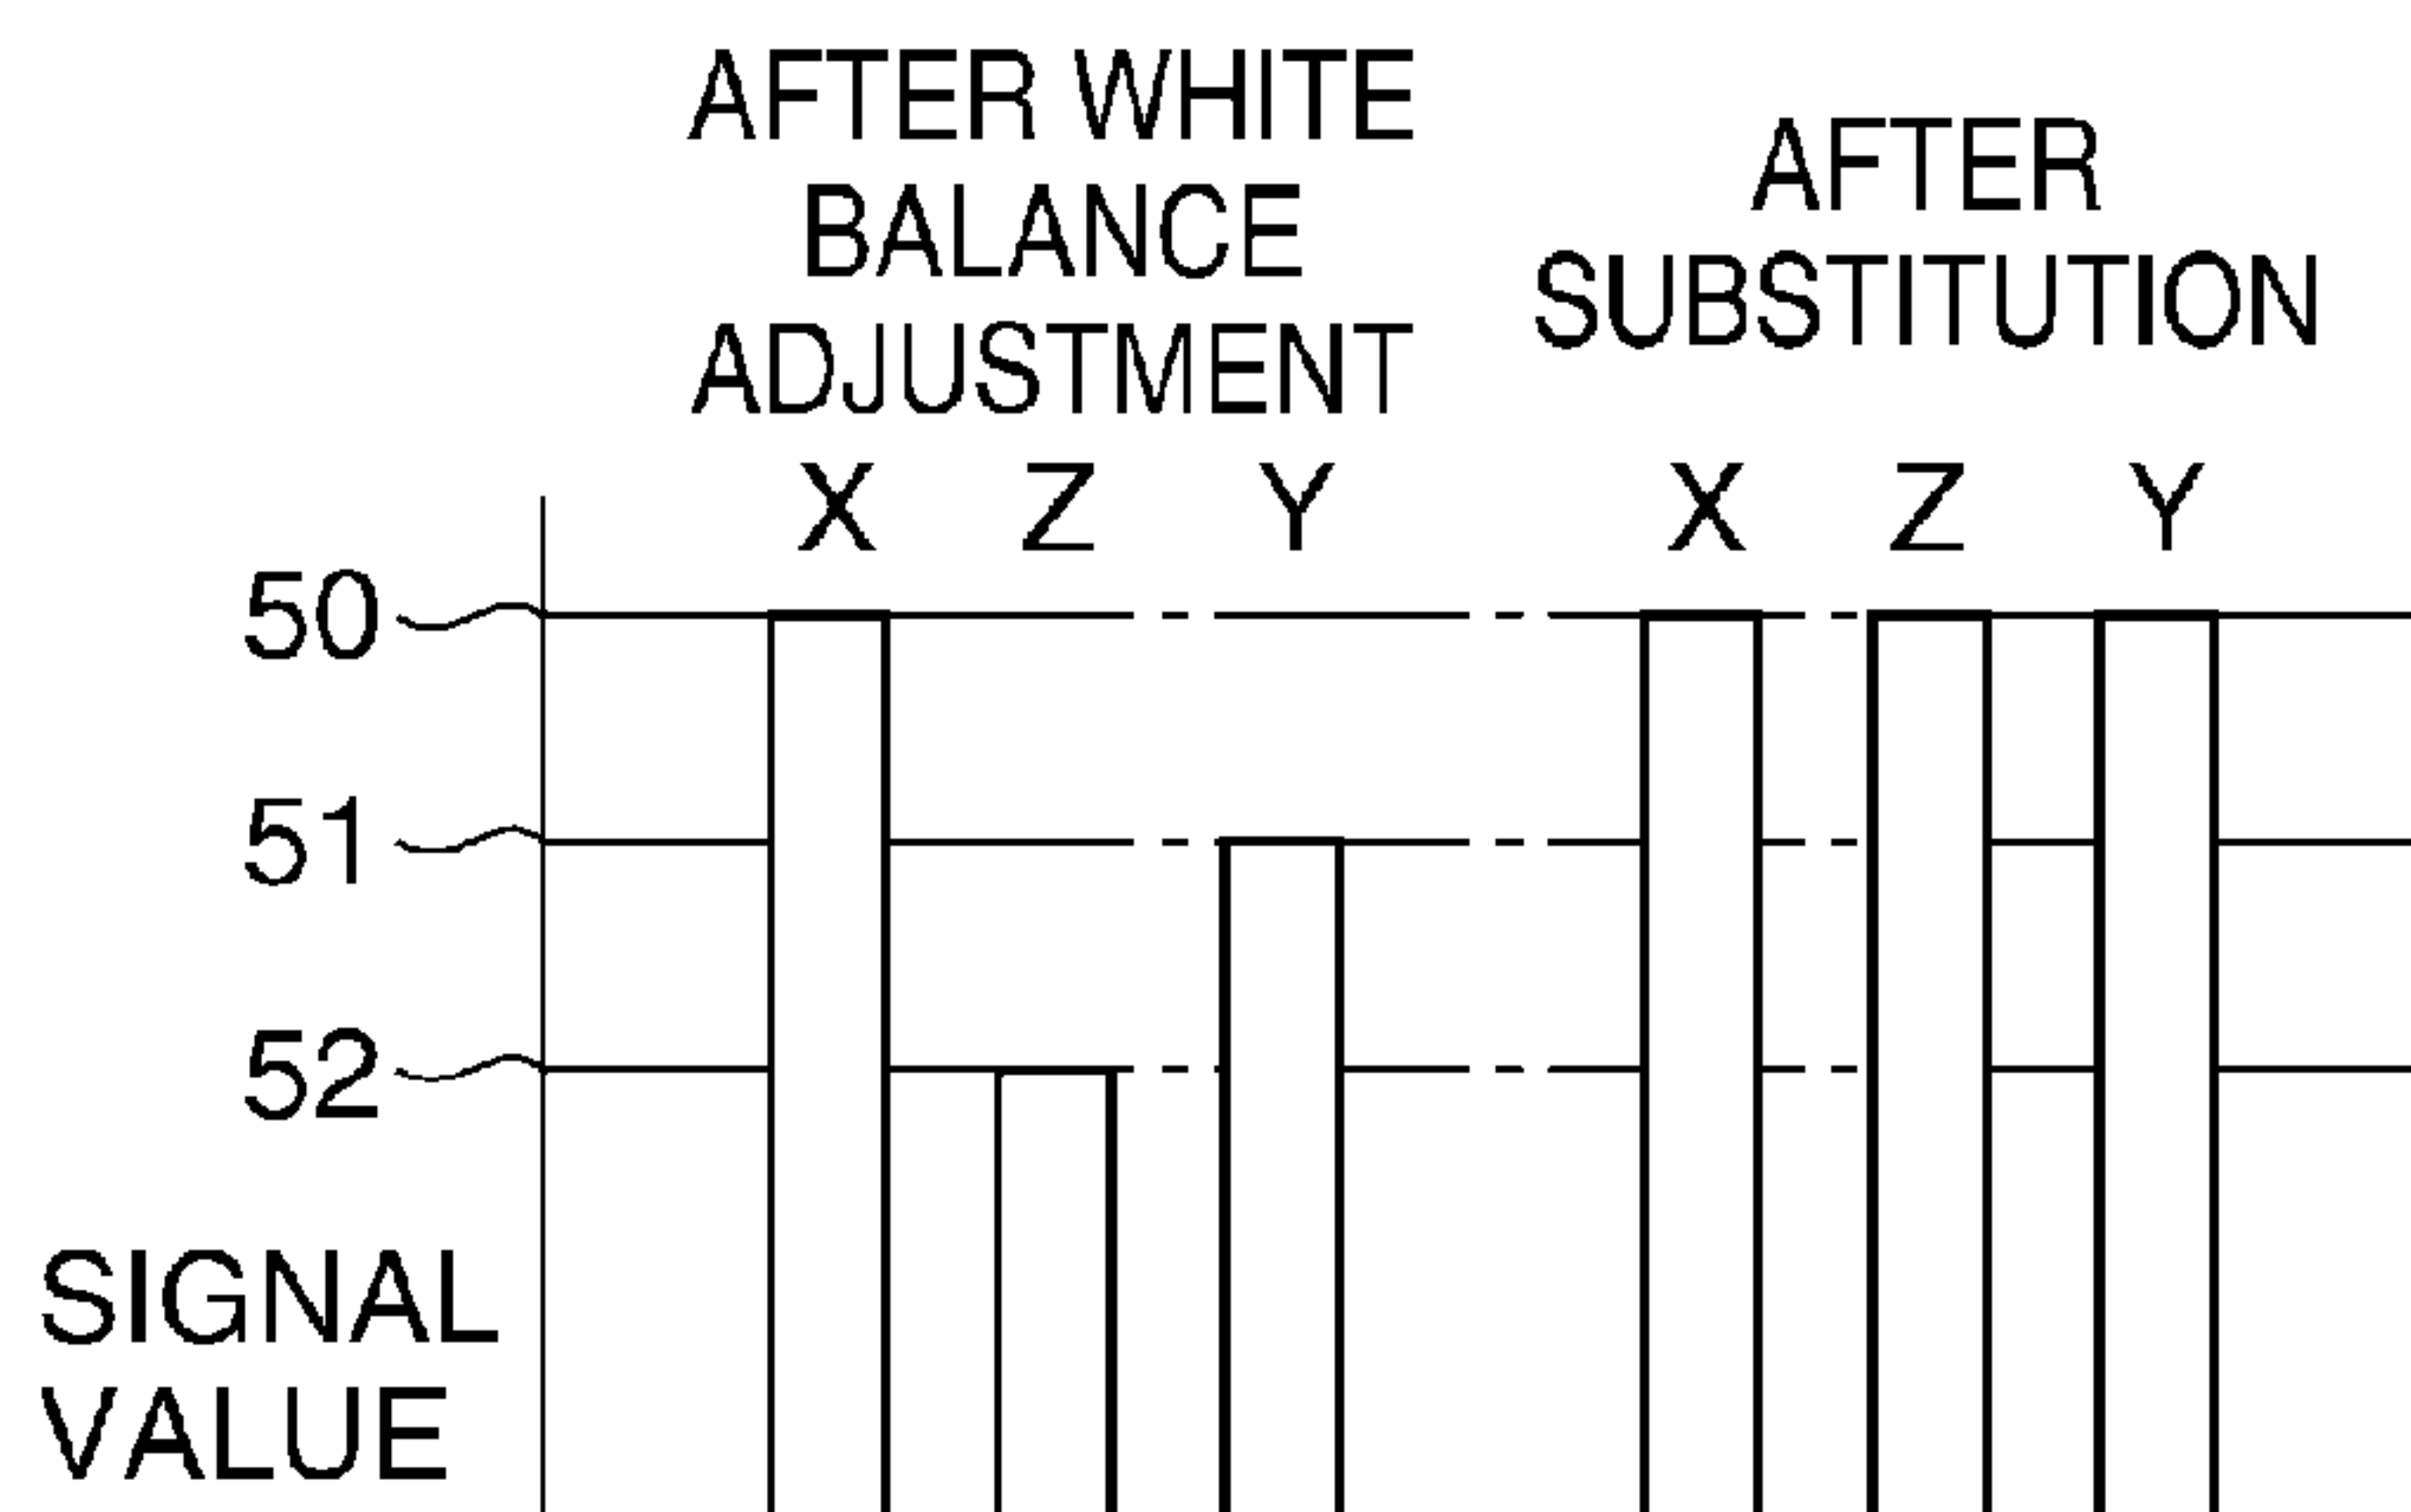 AFTER WHITE
BALANCE
ADJUSTMENT
AFTER
SUBSTITUTION
X Z Y X Z Y
50
51
52
SIGNAL
VALUE